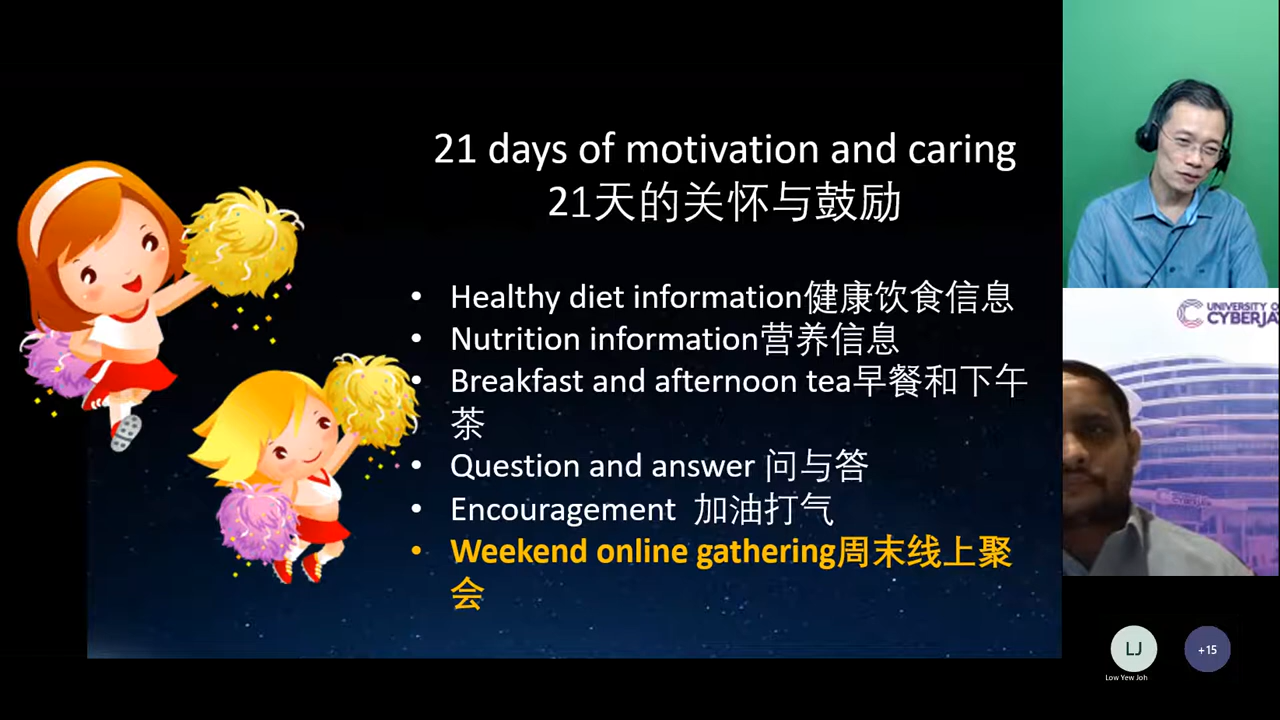 21 days of motivation and caring
21天的关怀与鼓励
• Healthy diet information健康饮食信息
• Nutrition information营养信息
• Breakfast and afternoon tea早餐和下午
茶
• Question and answer 问与答
• Encouragement 加油打气
• Weekend online gathering周末线上聚
会
UNIVERSITY
LJ
+15
Low Yew Joh